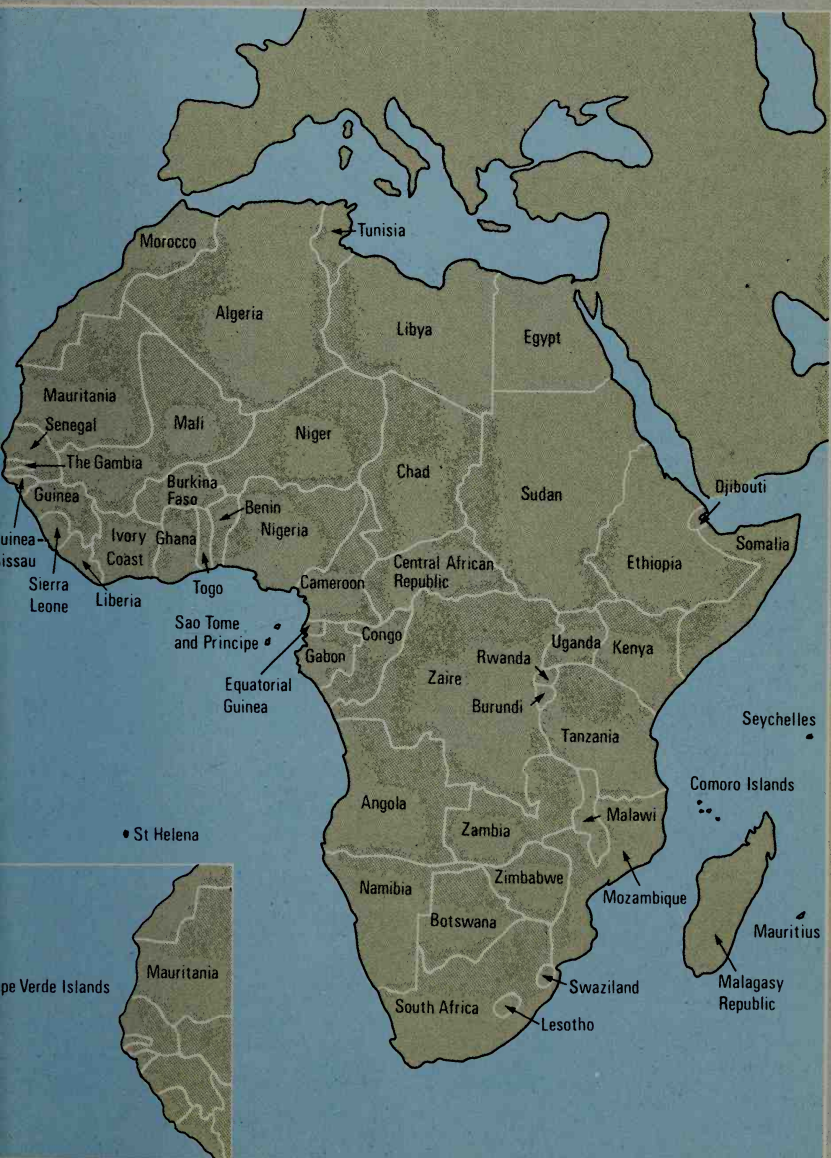 Tunisia
Morocco
Algeria
Libya
Egypt
Mauritania
Senegal
Mali
Niger
Chad
Sudan
The Gambia
Guinea
Burkina
Faso
Benin
Nigeria
Djibouti
Somalia
Ethiopia
uinea-
issau
Ivory
Coast
Ghana
Sierra
Leone
Liberia
Togo
Cameroon
Central African
Republic
Sao Tome
and Principe
Congo
Gabon
Equatorial
Guinea
Zaire
Rwanda
Burundi
Uganda
Kenya
Tanzania
Seychelles
Comoro Islands
Angola
Zambia
Malawi
St Helena
Namibia
Zimbabwe
Botswana
Mozambique
Mauritius
Malagasy
Republic
South Africa
Swaziland
Lesotho
pe Verde Islands
Mauritania